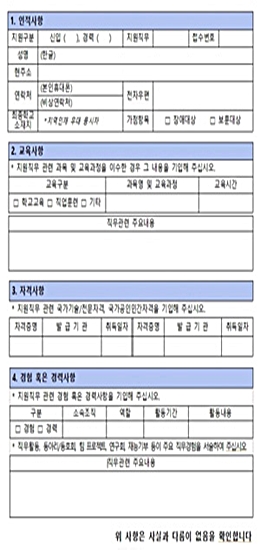 1. 인적사항
지원구분 신입 ( ), 경력 ( ) 지원직무 접수번호
성명 (한글)
현주소
연락처 (본인휴대폰) 전자우편
(비상연락처)
최종학교 소재지 *지역인재 우대 응시자 가점항목 □ 장애대상 □ 보훈대상
2. 교육사항
* 지원직무 관련 과목 및 교육과정을 이수한 경우 그 내용을 기입해 주십시오.
교육구분 과목명 및 교육과정 교육시간
□ 학교교육 □ 직업훈련 □ 기타
직무관련 주요내용
3. 자격사항
* 지원직무 관련 국가기술/전문자격, 국가공인민간자격을 기입해 주십시오.
자격증명 발 급 기 관 취득일자 자격증명 발 급 기 관 취득일자
4. 경험 혹은 경력사항
* 지원직무 관련 경험 혹은 경력사항을 기입해 주십시오.
구분 소속조직 역할 활동기간 활동내용
□ 경험 □ 경력
* 직무활동, 동아리/동호회, 팀 프로젝트, 연구회, 재능기부 등이 주요 직무경험을 서술하여 주십시오
직무관련 주요내용
위 사항은 사실과 다름이 없음을 확인합니다